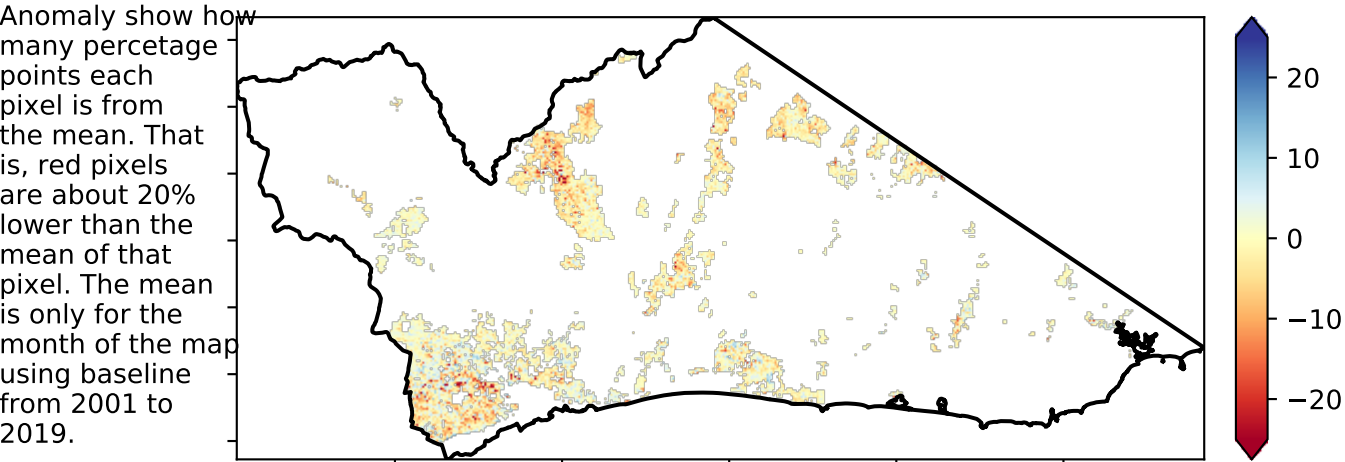 Anomaly show how
many percetage
points each
pixel is from
the mean. That
is, red pixels
are about 20%
lower than the
mean of that
pixel. The mean
is only for the
month of the map
using baseline
from 2001 to
2019.
20
10
0
−10
−20